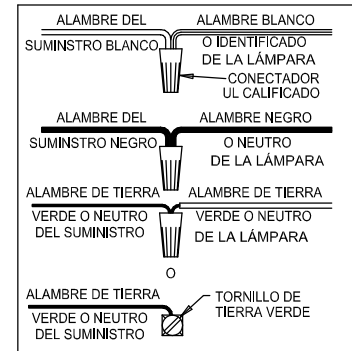 ALAMBRE DEL ALAMBRE BLANCO
SUMINSTRO BLANCO O IDENTIFICADO
DE LA LÁMPARA
CONECTADOR
UL CALIFICADO
ALAMBRE DEL ALAMBRE NEGRO
SUMINSTRO NEGRO O NEUTRO
DE LA LÁMPARA
ALAMBRE DE TIERRA ALAMBRE DE TIERRA
VERDE O NEUTRO VERDE O NEUTRO
DEL SUMINISTRO DE LA LÁMPARA
O
ALAMBRE DE TIERRA TORNILLO DE
VERDE O NEUTRO TIERRA VERDE
DEL SUMINISTRO